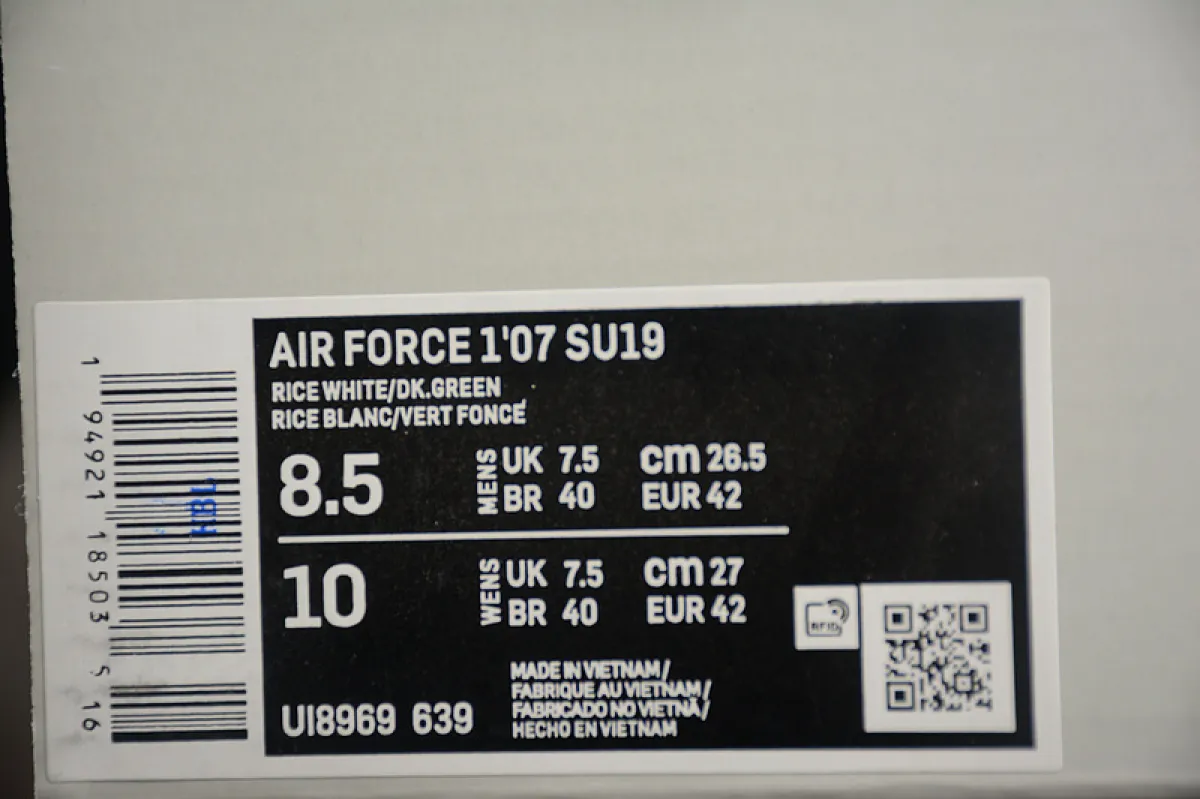 AIR FORCE 1'07 SU19
RICE WHITE/DK.GREEN
RICE BLANC/VERT FONCÉ
8.5 MENS UK 7.5 cm 26.5
BR 40 EUR 42
10 WENS UK 7.5 cm 27
BR 40 EUR 42
MADE IN VIETNAM/
FABRIQUE AU VIETNAM/
FABRICADO NO VIETNÃ/
HECHO EN VIETNAM
UI8969 639
RFID
1 94921 18503 5 16
HBL